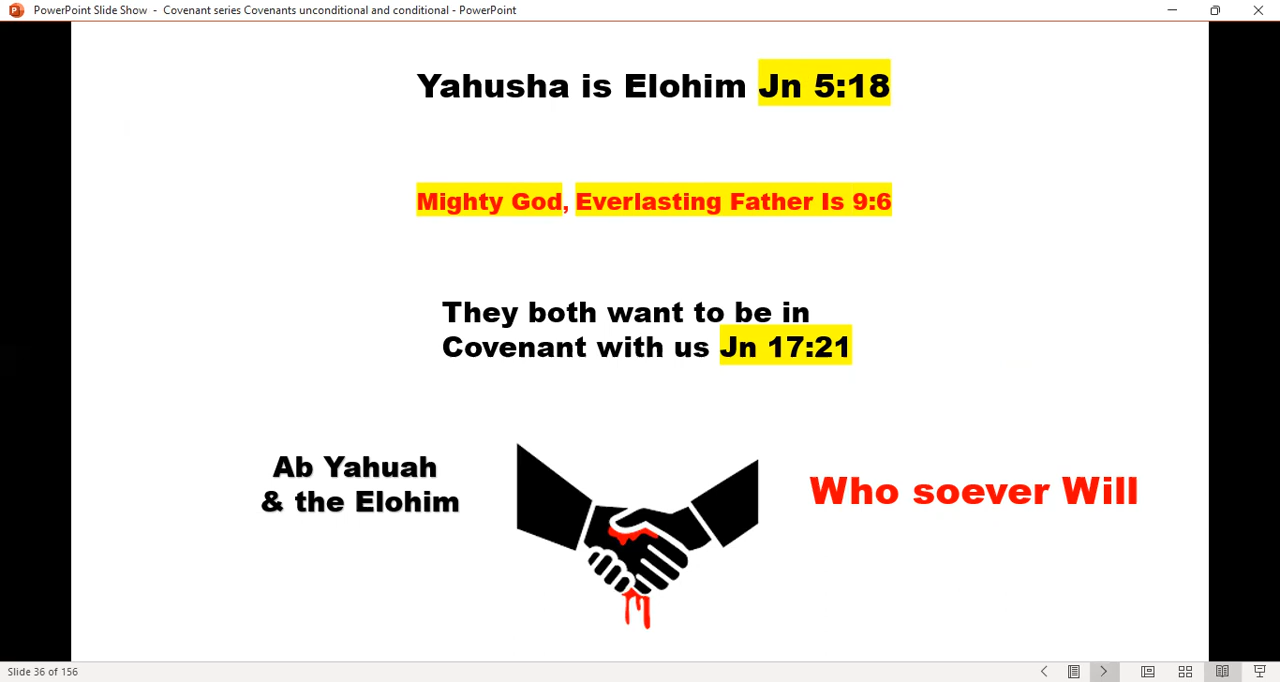 PowerPoint Slide Show - Covenant series Covenants unconditional and conditional - PowerPoint
Yahusha is Elohim Jn 5:18
Mighty God, Everlasting Father Is 9:6
They both want to be in
Covenant with us Jn 17:21
Ab Yahuah
& the Elohim
Who soever Will
Slide 36 of 156